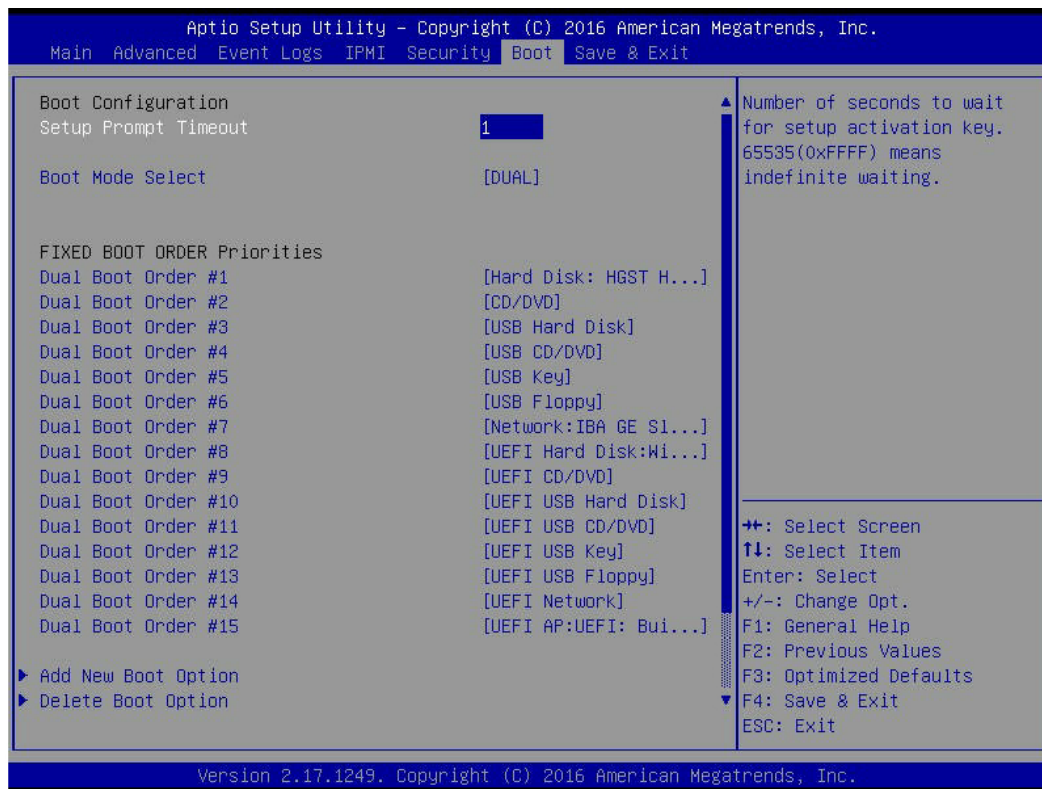 Aptio Setup Utility – Copyright (C) 2016 American Megatrends, Inc.
Main Advanced Event Logs IPMI Security Boot Save & Exit
Boot Configuration
Setup Prompt Timeout 1
Boot Mode Select [DUAL]
FIXED BOOT ORDER Priorities
Dual Boot Order #1 [Hard Disk: HGST H...]
Dual Boot Order #2 [CD/DVD]
Dual Boot Order #3 [USB Hard Disk]
Dual Boot Order #4 [USB CD/DVD]
Dual Boot Order #5 [USB Key]
Dual Boot Order #6 [USB Floppy]
Dual Boot Order #7 [Network:IBA GE Sl...]
Dual Boot Order #8 [UEFI Hard Disk:Wi...]
Dual Boot Order #9 [UEFI CD/DVD]
Dual Boot Order #10 [UEFI USB Hard Disk]
Dual Boot Order #11 [UEFI USB CD/DVD]
Dual Boot Order #12 [UEFI USB Key]
Dual Boot Order #13 [UEFI USB Floppy]
Dual Boot Order #14 [UEFI Network]
Dual Boot Order #15 [UEFI AP:UEFI: Bui...]
Add New Boot Option
Delete Boot Option
Number of seconds to wait
for setup activation key.
65535(0xFFFF) means
indefinite waiting.
→←: Select Screen
↑↓: Select Item
Enter: Select
+/-: Change Opt.
F1: General Help
F2: Previous Values
F3: Optimized Defaults
F4: Save & Exit
ESC: Exit
Version 2.17.1249. Copyright (C) 2016 American Megatrends, Inc.